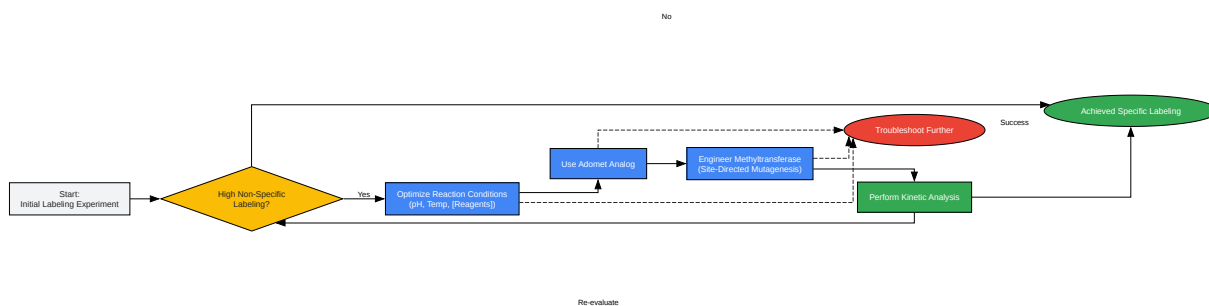 No
Achieved Specific Labeling
Success
Troubleshoot Further
Use Adomet Analog
Engineer Methyltransferase
(Site-Directed Mutagenesis)
Start:
Initial Labeling Experiment
High Non-Specific
Labeling?
Yes
Optimize Reaction Conditions
(pH, Temp, [Reagents])
Perform Kinetic Analysis
Re-evaluate